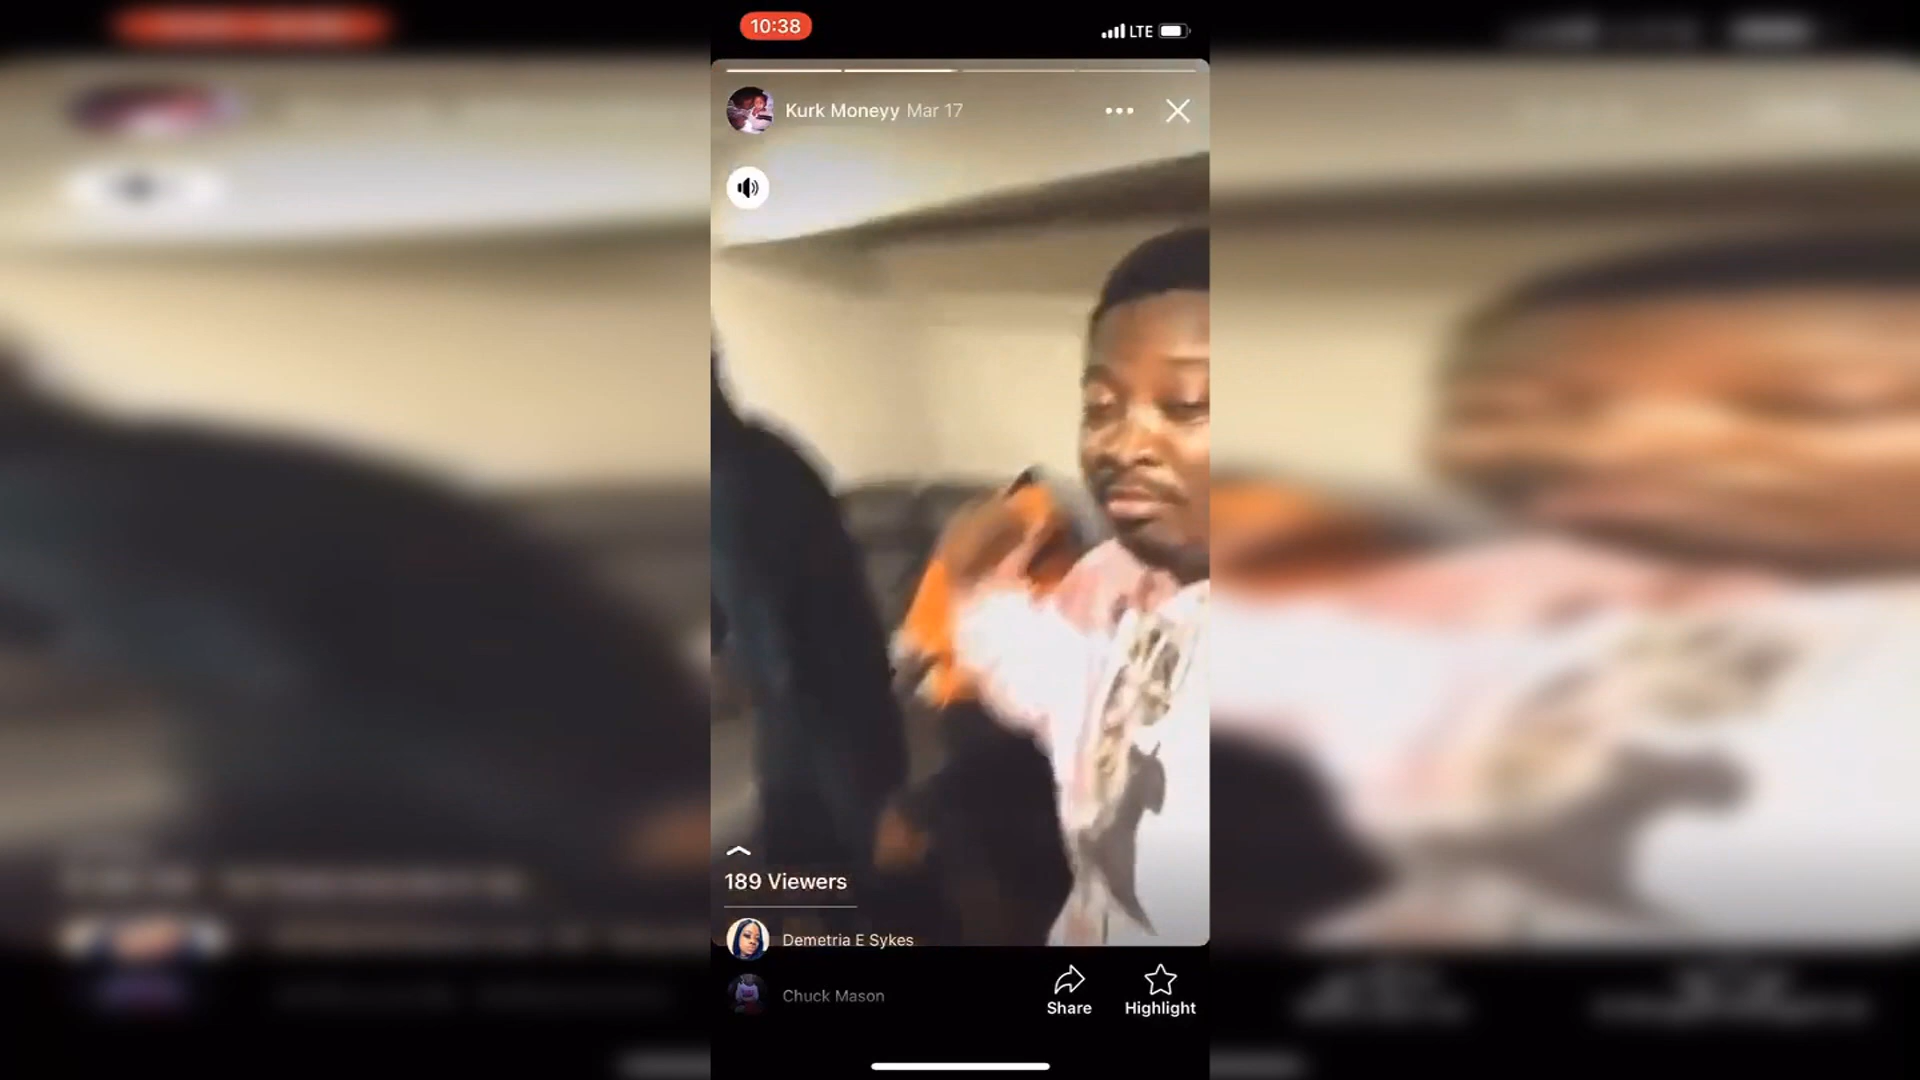 10:38
LTE
Kurk Moneyy Mar 17
189 Viewers
Demetria E Sykes
Chuck Mason
Share
Highlight